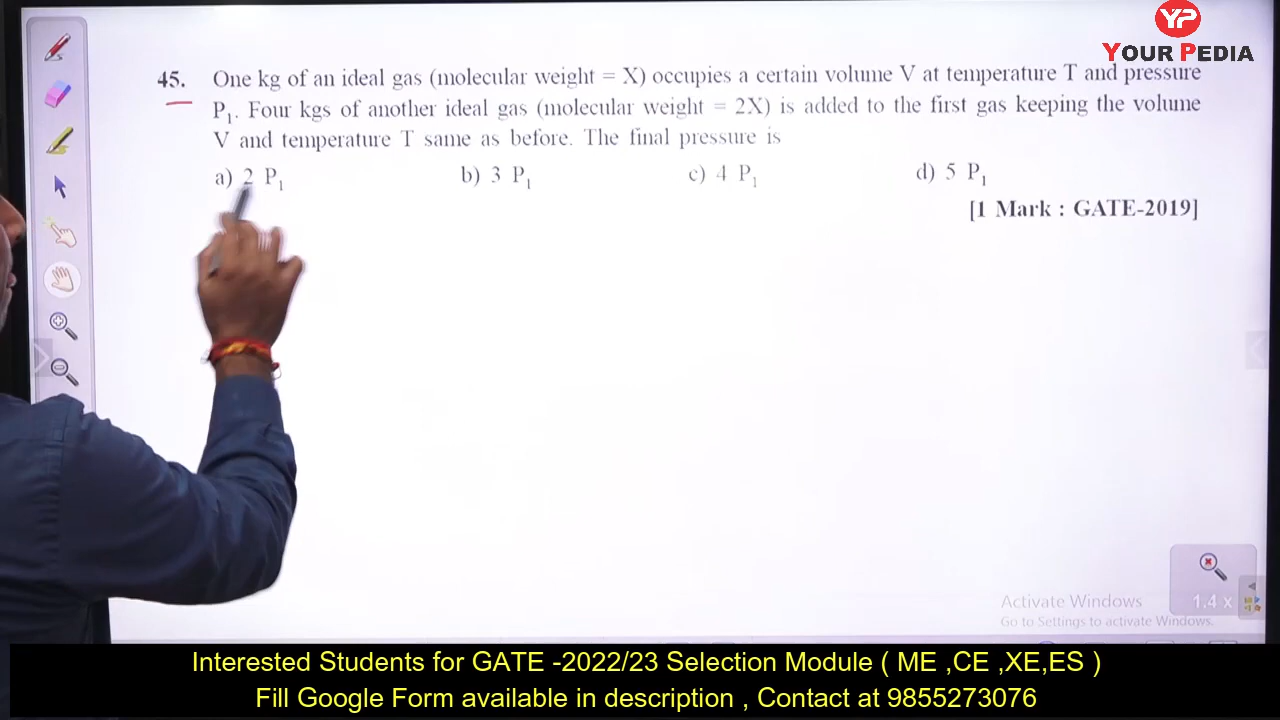 YP
YOUR PEDIA
45. One kg of an ideal gas (molecular weight = X) occupies a certain volume V at temperature T and pressure
P₁. Four kgs of another ideal gas (molecular weight = 2X) is added to the first gas keeping the volume
V and temperature T same as before. The final pressure is
a) 2 P₁ b) 3 P₁ c) 4 P₁ d) 5 P₁
[1 Mark : GATE-2019]
Activate Windows
1.4 x
Go to Settings to activate Windows.
Interested Students for GATE -2022/23 Selection Module ( ME ,CE ,XE,ES )
Fill Google Form available in description , Contact at 9855273076